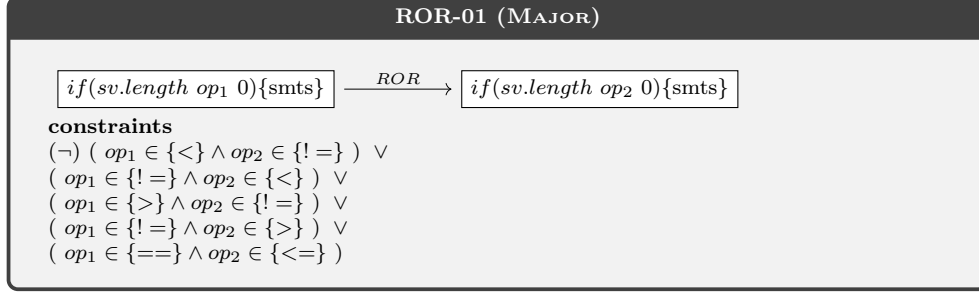 ROR-01 (MAJOR)
if(sv.length op₁ 0){smts} ROR if(sv.length op₂ 0){smts}
constraints
(¬) ( op₁ ∈ {<} ∧ op₂ ∈ {! =} ) ∨
( op₁ ∈ {! =} ∧ op₂ ∈ {<} ) ∨
( op₁ ∈ {>} ∧ op₂ ∈ {! =} ) ∨
( op₁ ∈ {! =} ∧ op₂ ∈ {>} ) ∨
( op₁ ∈ {==} ∧ op₂ ∈ {<=} )